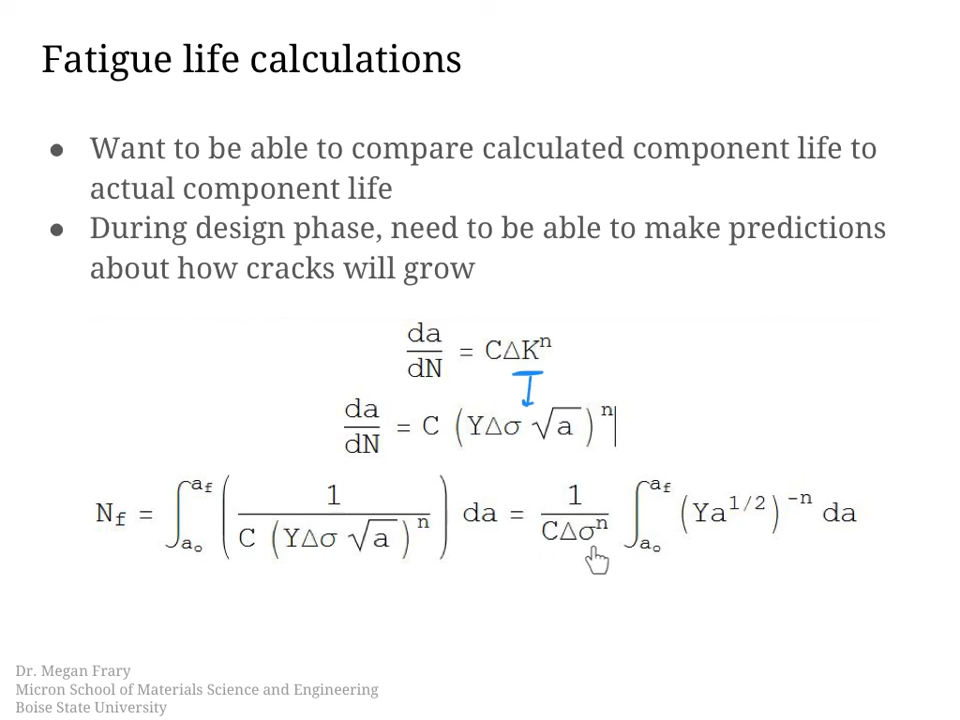 Fatigue life calculations
● Want to be able to compare calculated component life to
actual component life
● During design phase, need to be able to make predictions
about how cracks will grow
da/dN = CΔKⁿ
da/dN = C (YΔσ √a)ⁿ
N_f = ∫_{a_o}^{a_f} (1 / (C (YΔσ √a)ⁿ)) da = 1/(CΔσⁿ) ∫_{a_o}^{a_f} (Ya^{1/2})^{-n} da
Dr. Megan Frary
Micron School of Materials Science and Engineering
Boise State University